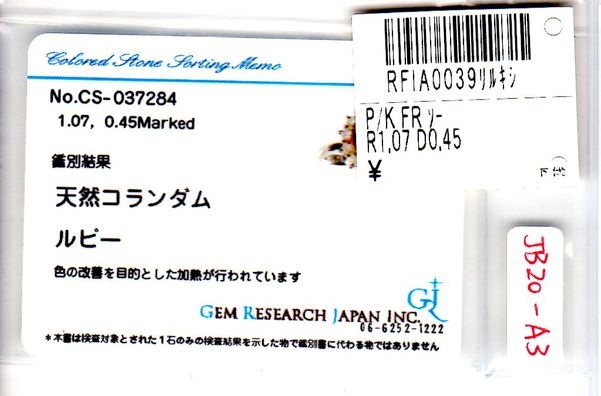 Colored Stone Sorting Memo
No.CS-037284
1.07, 0.45Marked
鑑別結果
天然コランダム
ルビー
色の改善を目的とした加熱が行われています
GEM RESEARCH JAPAN INC.
06-6252-1222
*本書は検査対象とされた1石のみの検査結果を示した物で鑑別書に代わる物ではありません
RFIA0039リルキシ
P/K FR ソー
R1,07 D0,45
¥
JB20-A3